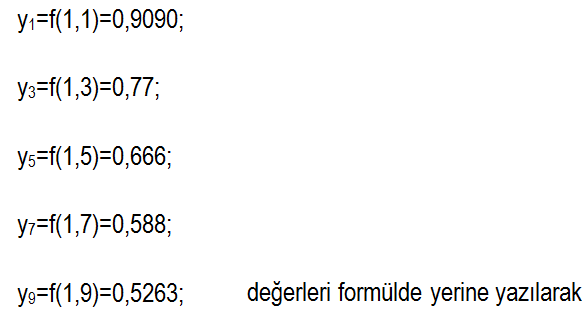 y₁=f(1,1)=0,9090;
y₃=f(1,3)=0,77;
y₅=f(1,5)=0,666;
y₇=f(1,7)=0,588;
y₉=f(1,9)=0,5263; değerleri formülde yerine yazılarak